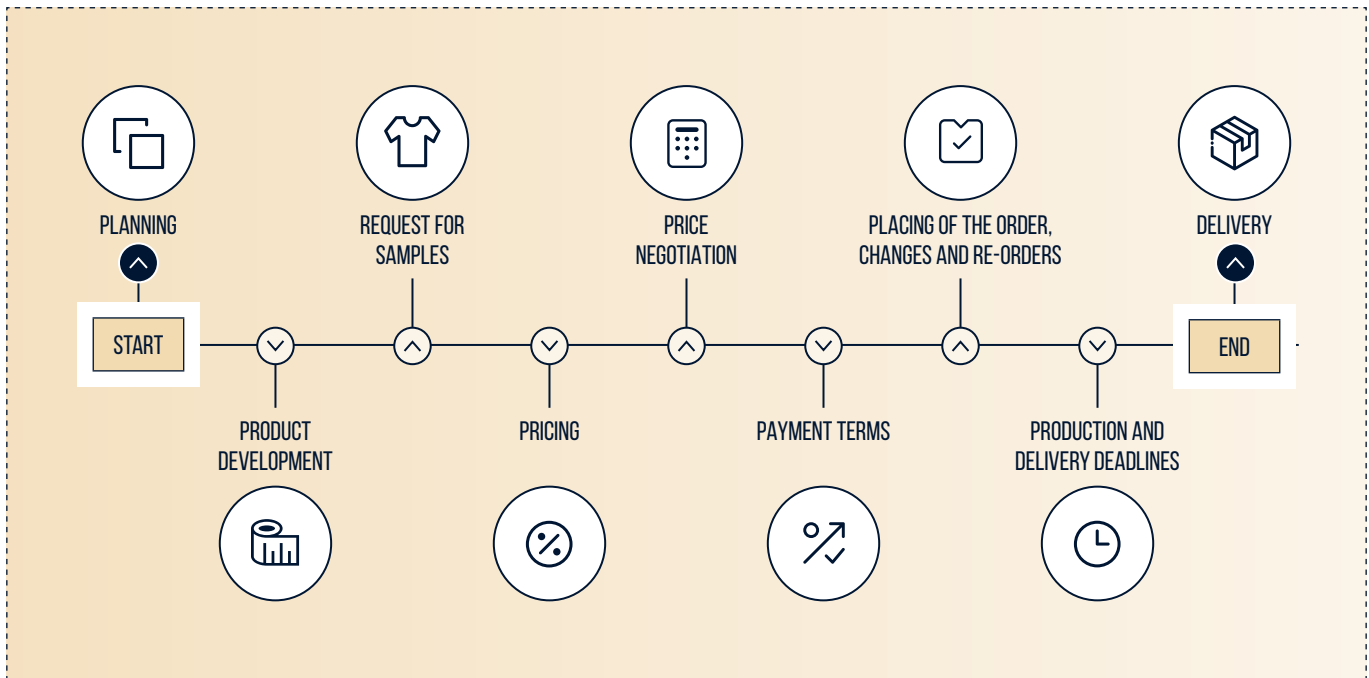 PLANNING
REQUEST FOR
SAMPLES
PRICE
NEGOTIATION
PLACING OF THE ORDER,
CHANGES AND RE-ORDERS
DELIVERY
START
END
PRODUCT
DEVELOPMENT
PRICING
PAYMENT TERMS
PRODUCTION AND
DELIVERY DEADLINES